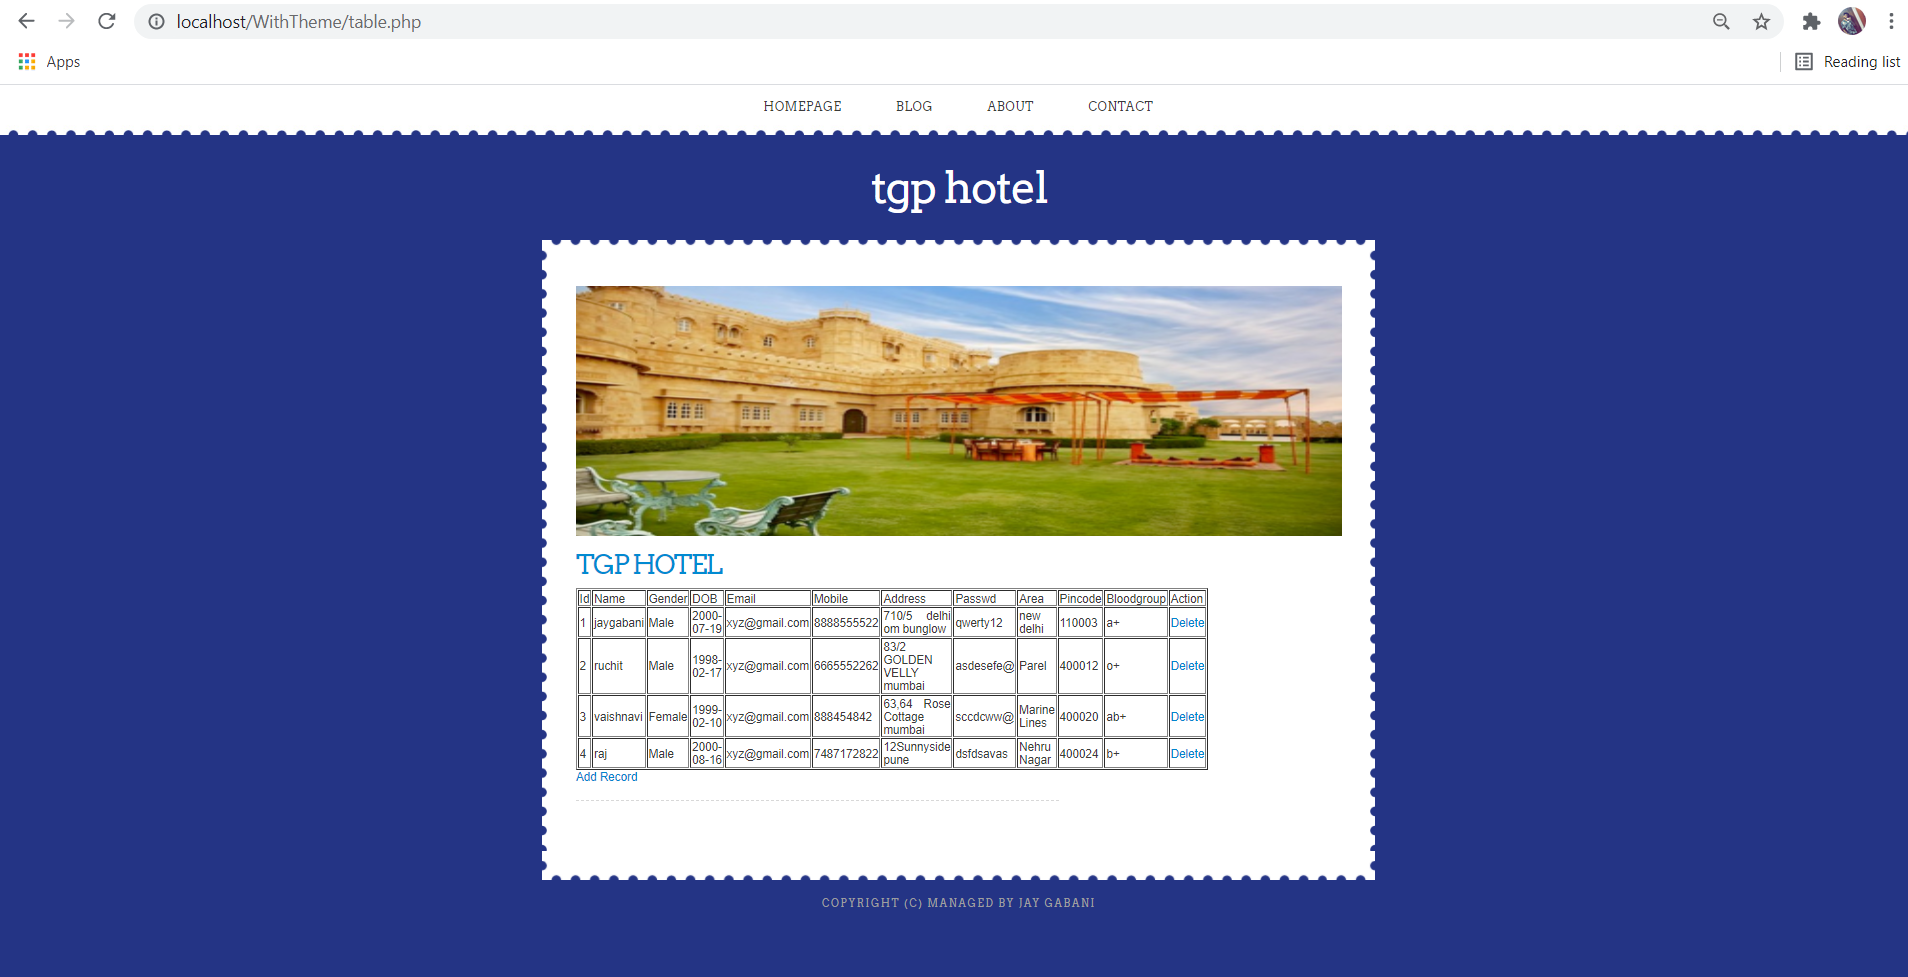 localhost/WithTheme/table.php
Apps
Reading list
HOMEPAGE BLOG ABOUT CONTACT
tgp hotel
TGP HOTEL
Id Name Gender DOB Email Mobile Address Passwd Area Pincode Bloodgroup Action
1 jaygabani Male 2000-07-19 xyz@gmail.com 8888555522 710/5 delhi om bunglow qwerty12 new delhi 110003 a+ Delete
2 ruchit Male 1998-02-17 xyz@gmail.com 6665552262 83/2 GOLDEN VELLY mumbai asdesefe@ Parel 400012 o+ Delete
3 vaishnavi Female 1999-02-10 xyz@gmail.com 888454842 63,64 Rose Cottage mumbai sccdcww@ Marine Lines 400020 ab+ Delete
4 raj Male 2000-08-16 xyz@gmail.com 7487172822 12Sunnyside pune dsfdsavas Nehru Nagar 400024 b+ Delete
Add Record
COPYRIGHT (C) MANAGED BY JAY GABANI